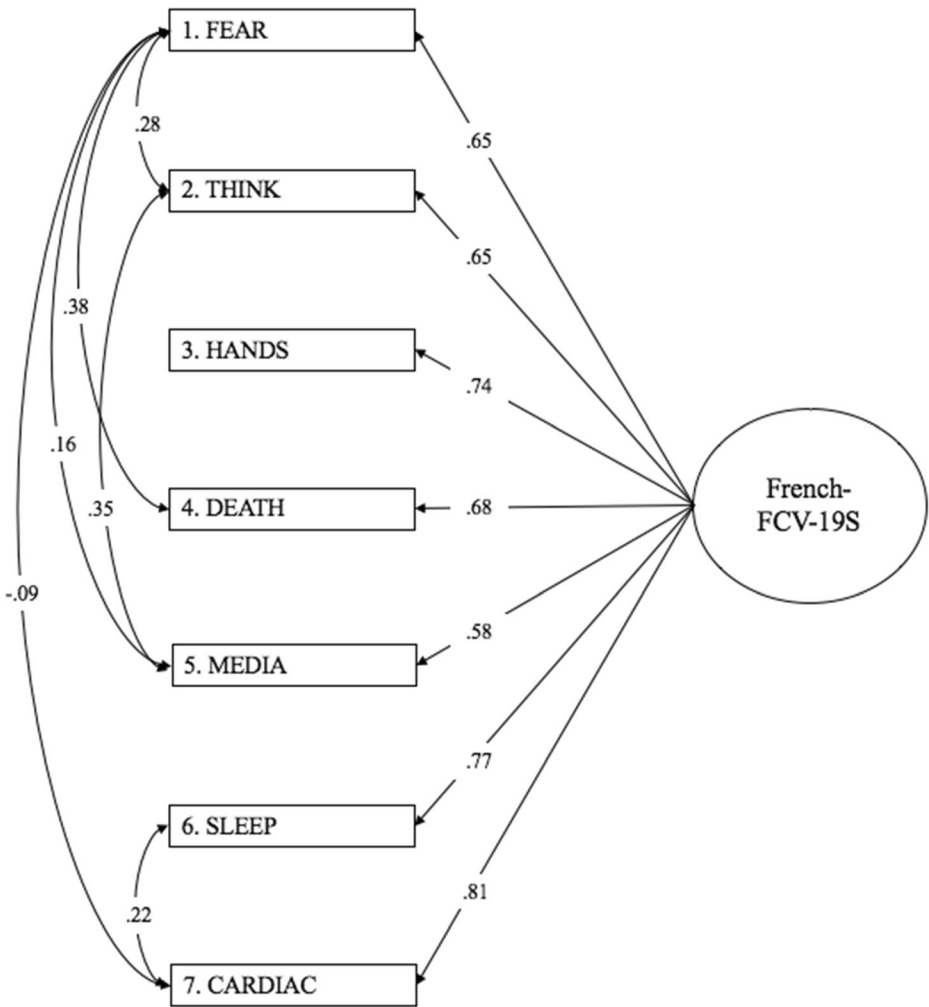 1. FEAR
.28
.65
2. THINK
.65
.38
3. HANDS
.74
.16
.35
4. DEATH
.68
French-
FCV-19S
-.09
.58
5. MEDIA
.77
6. SLEEP
.22
.81
7. CARDIAC